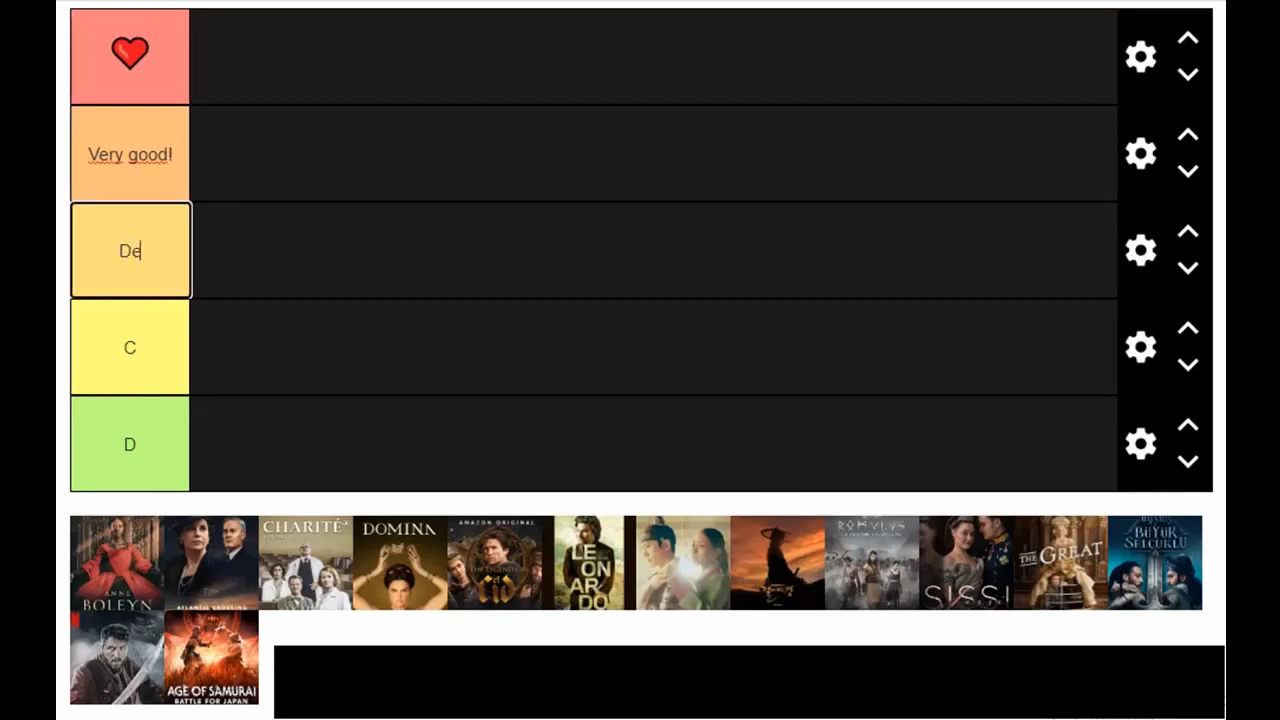 Very good!
De
C
D
ANNE
BOLEYN
ATLANTIC CROSSING
CHARITÉ
DOMINA
AMAZON ORIGINAL
Cid
LE
ON
AR
DO
ROMULUS
SISSI
THE GREAT
BÜYÜK
SELÇUKLU
N
AGE OF SAMURAI
BATTLE FOR JAPAN